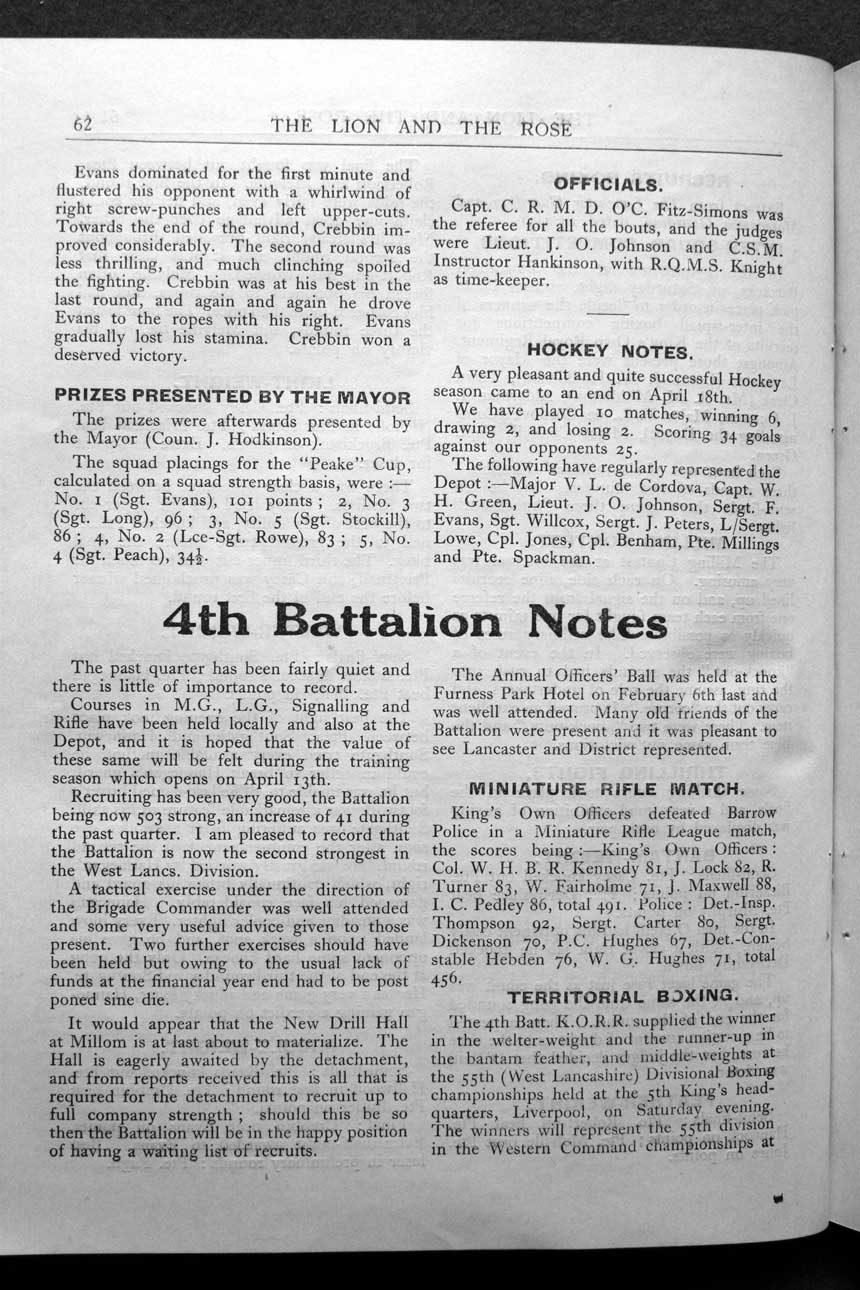 62 THE LION AND THE ROSE
Evans dominated for the first minute and
flustered his opponent with a whirlwind of
right screw-punches and left upper-cuts.
Towards the end of the round, Crebbin im-
proved considerably. The second round was
less thrilling, and much clinching spoiled
the fighting. Crebbin was at his best in the
last round, and again and again he drove
Evans to the ropes with his right. Evans
gradually lost his stamina. Crebbin won a
deserved victory.
PRIZES PRESENTED BY THE MAYOR
The prizes were afterwards presented by
the Mayor (Coun. J. Hodkinson).
The squad placings for the "Peake" Cup,
calculated on a squad strength basis, were :—
No. 1 (Sgt. Evans), 101 points ; 2, No. 3
(Sgt. Long), 96 ; 3, No. 5 (Sgt. Stockill),
86 ; 4, No. 2 (Lce-Sgt. Rowe), 83 ; 5, No.
4 (Sgt. Peach), 34½.
OFFICIALS.
Capt. C. R. M. D. O'C. Fitz-Simons was
the referee for all the bouts, and the judges
were Lieut. J. O. Johnson and C.S.M.
Instructor Hankinson, with R.Q.M.S. Knight
as time-keeper.
HOCKEY NOTES.
A very pleasant and quite successful Hockey
season came to an end on April 18th.
We have played 10 matches, winning 6,
drawing 2, and losing 2. Scoring 34 goals
against our opponents 25.
The following have regularly represented the
Depot :—Major V. L. de Cordova, Capt. W.
H. Green, Lieut. J. O. Johnson, Sergt. F.
Evans, Sgt. Willcox, Sergt. J. Peters, L/Sergt.
Lowe, Cpl. Jones, Cpl. Benham, Pte. Millings
and Pte. Spackman.
4th Battalion Notes
The past quarter has been fairly quiet and
there is little of importance to record.
Courses in M.G., L.G., Signalling and
Rifle have been held locally and also at the
Depot, and it is hoped that the value of
these same will be felt during the training
season which opens on April 13th.
Recruiting has been very good, the Battalion
being now 503 strong, an increase of 41 during
the past quarter. I am pleased to record that
the Battalion is now the second strongest in
the West Lancs. Division.
A tactical exercise under the direction of
the Brigade Commander was well attended
and some very useful advice given to those
present. Two further exercises should have
been held but owing to the usual lack of
funds at the financial year end had to be post
poned sine die.
It would appear that the New Drill Hall
at Millom is at last about to materialize. The
Hall is eagerly awaited by the detachment,
and from reports received this is all that is
required for the detachment to recruit up to
full company strength ; should this be so
then the Battalion will be in the happy position
of having a waiting list of recruits.
The Annual Officers' Ball was held at the
Furness Park Hotel on February 6th last and
was well attended. Many old friends of the
Battalion were present and it was pleasant to
see Lancaster and District represented.
MINIATURE RIFLE MATCH.
King's Own Officers defeated Barrow
Police in a Miniature Rifle League match,
the scores being :—King's Own Officers :
Col. W. H. B. R. Kennedy 81, J. Lock 82, R.
Turner 83, W. Fairholme 71, J. Maxwell 88,
I. C. Pedley 86, total 491. Police : Det.-Insp.
Thompson 92, Sergt. Carter 80, Sergt.
Dickenson 70, P.C. Hughes 67, Det.-Con-
stable Hebden 76, W. G. Hughes 71, total
456.
TERRITORIAL BOXING.
The 4th Batt. K.O.R.R. supplied the winner
in the welter-weight and the runner-up in
the bantam feather, and middle-weights at
the 55th (West Lancashire) Divisional Boxing
championships held at the 5th King's head-
quarters, Liverpool, on Saturday evening.
The winners will represent the 55th division
in the Western Command championships at